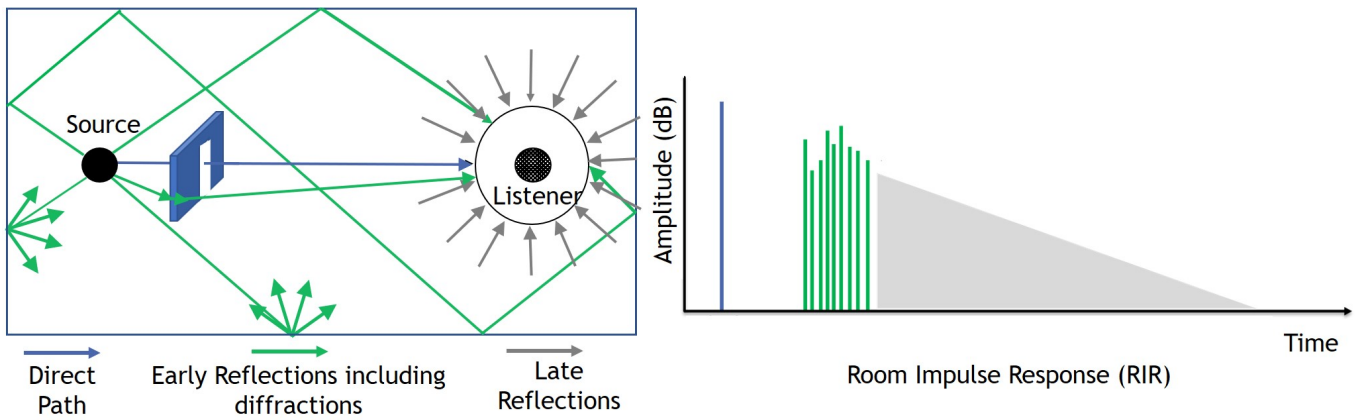 Source
Listener
Direct
Path
Early Reflections including
diffractions
Late
Reflections
Amplitude (dB)
Time
Room Impulse Response (RIR)